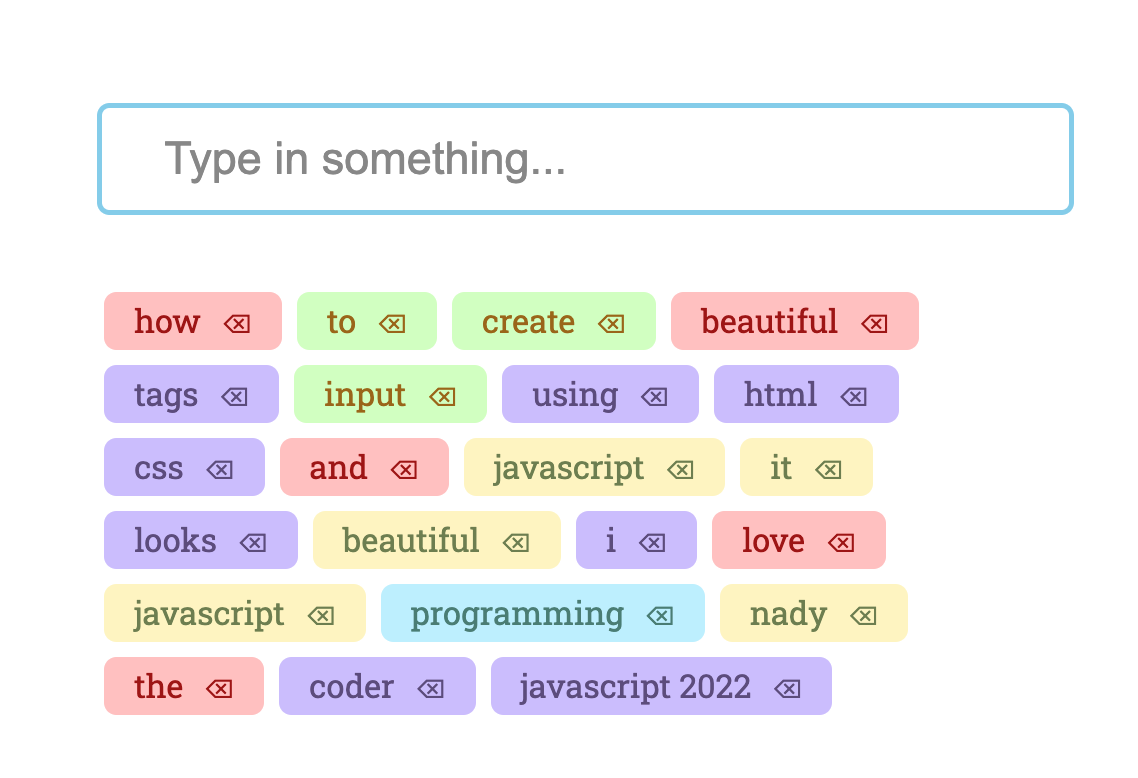 Type in something...
how to create beautiful
tags input using html
css and javascript it
looks beautiful i love
javascript programming nady
the coder javascript 2022